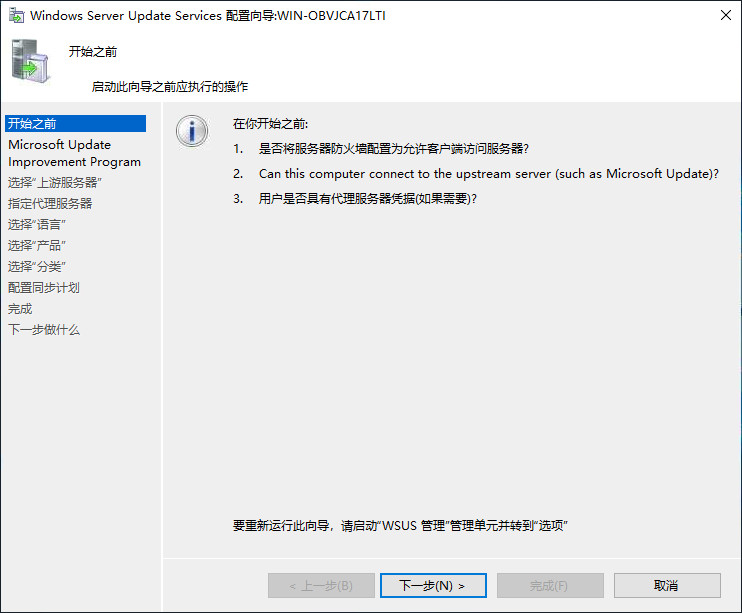 Windows Server Update Services 配置向导:WIN-OBVJCA17LTI
开始之前
启动此向导之前应执行的操作
开始之前
Microsoft Update
Improvement Program
选择“上游服务器”
指定代理服务器
选择“语言”
选择“产品”
选择“分类”
配置同步计划
完成
下一步做什么
在你开始之前:
1. 是否将服务器防火墙配置为允许客户端访问服务器?
2. Can this computer connect to the upstream server (such as Microsoft Update)?
3. 用户是否具有代理服务器凭据(如果需要)?
要重新运行此向导，请启动“WSUS 管理”管理单元并转到“选项”
< 上一步(B)
下一步(N) >
完成(F)
取消